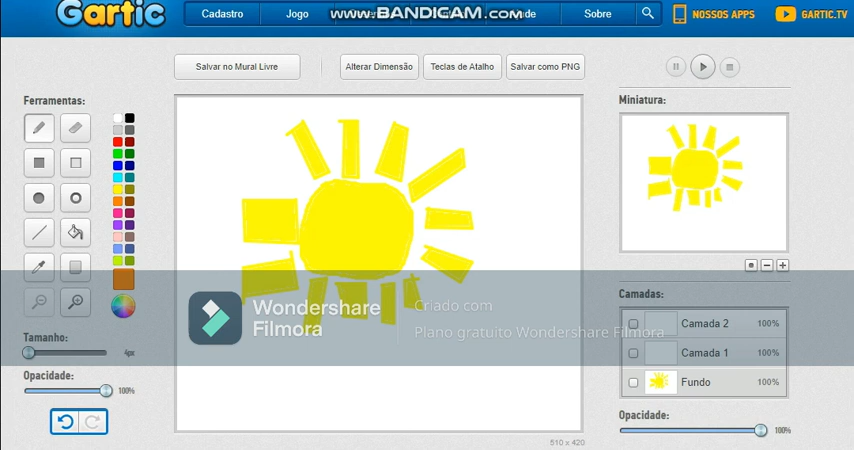 Gartic
Cadastro
Jogo
www.BANDICAM.com
Sobre
NOSSOS APPS
GARTIC.TV
Salvar no Mural Livre
Alterar Dimensão
Teclas de Atalho
Salvar como PNG
Ferramentas:
Tamanho:
4px
Opacidade:
100%
Wondershare
Filmora
Criado com
Plano gratuito Wondershare Filmora
510 x 420
Miniatura:
Camadas:
Camada 2 100%
Camada 1 100%
Fundo 100%
Opacidade:
100%